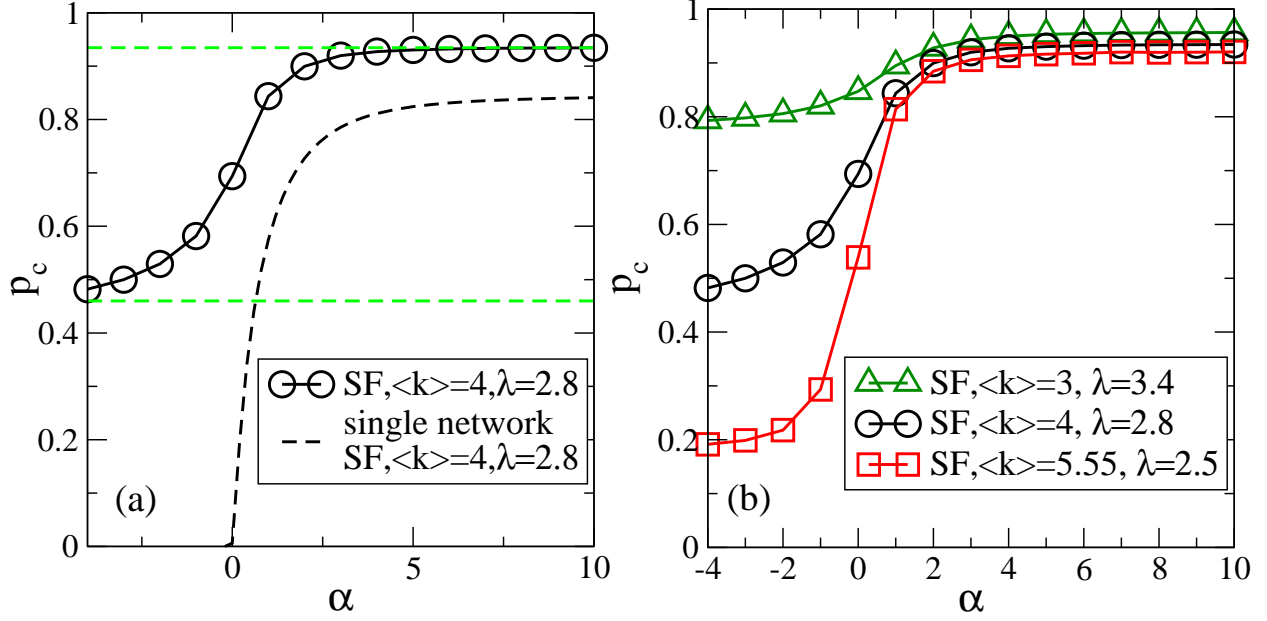 1
0.8
0.6
0.4
0.2
0
p_c
0
5
10
α
SF,<k>=4,λ=2.8
single network
SF,<k>=4,λ=2.8
(a)
1
0.8
0.6
0.4
0.2
0
p_c
-4
-2
0
2
4
6
8
10
α
SF,<k>=3, λ=3.4
SF,<k>=4, λ=2.8
SF,<k>=5.55, λ=2.5
(b)